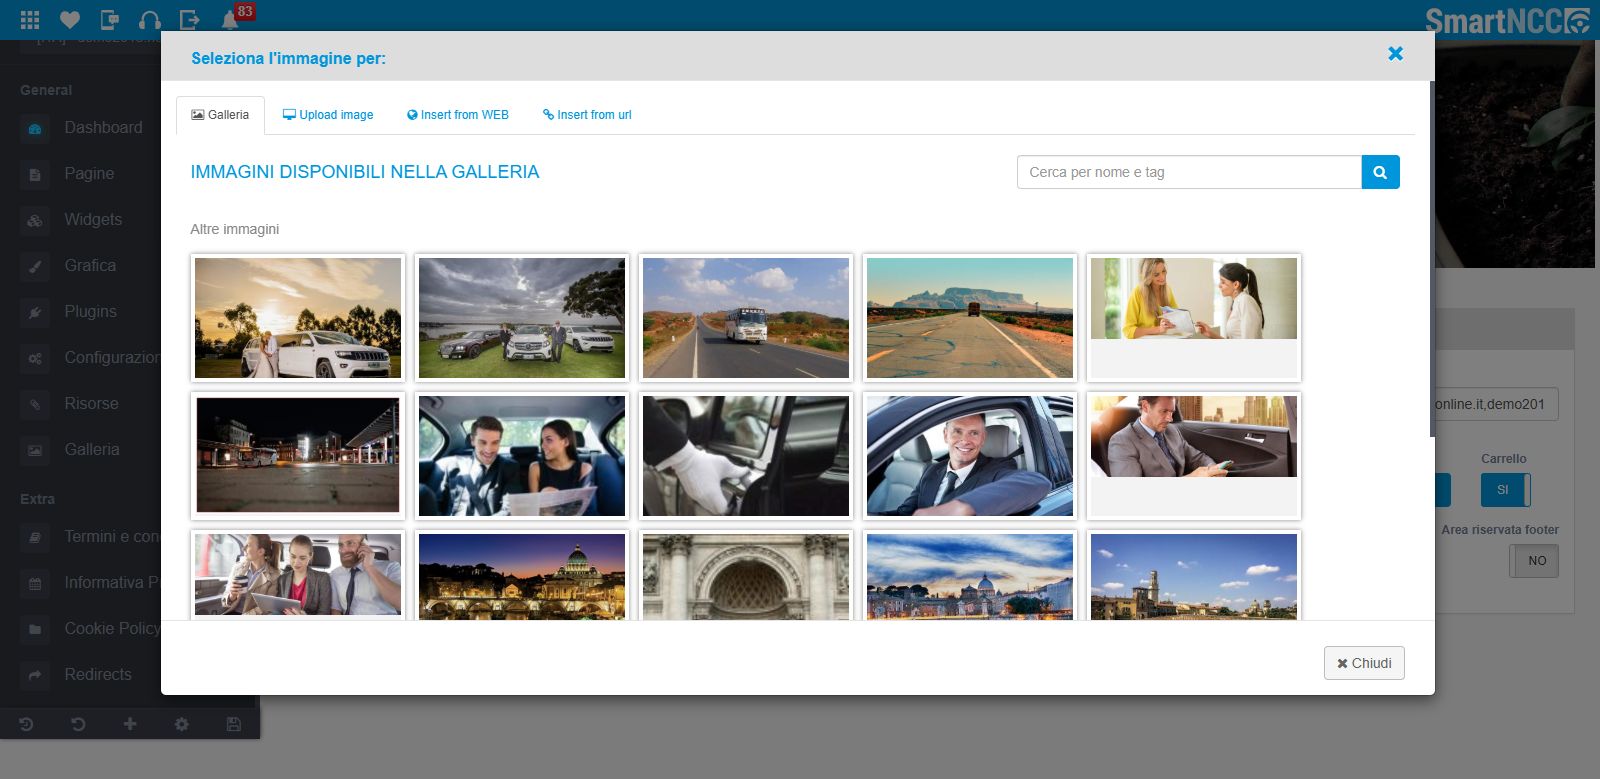 83
SmartNCC
Seleziona l'immagine per:
Galleria
Upload image
Insert from WEB
Insert from url
IMMAGINI DISPONIBILI NELLA GALLERIA
Cerca per nome e tag
Altre immagini
General
Dashboard
Pagine
Widgets
Grafica
Plugins
Configurazion
Risorse
Galleria
Extra
Termini e con
Informativa P
Cookie Policy
Redirects
online.it,demo201
Carrello
SI
Area riservata footer
NO
Chiudi